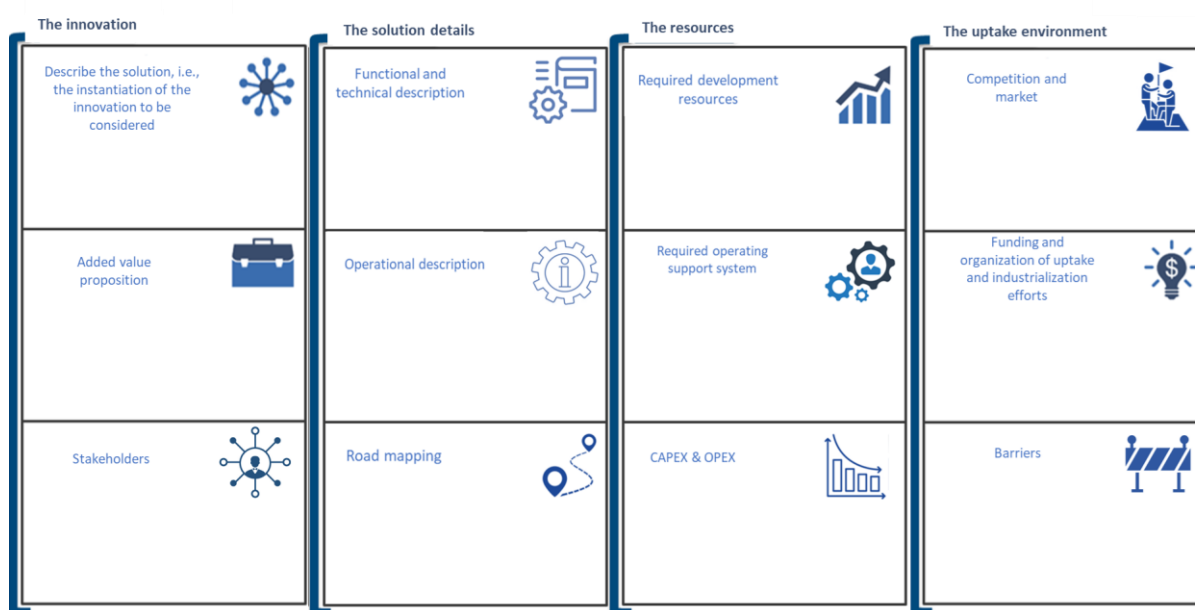 The innovation
Describe the solution, i.e.,
the instantiation of the
innovation to be
considered
Added value
proposition
Stakeholders
The solution details
Functional and
technical description
Operational description
i
Road mapping
The resources
Required development
resources
Required operating
support system
CAPEX & OPEX
The uptake environment
Competition and
market
Funding and
organization of uptake
and industrialization
efforts
$
Barriers